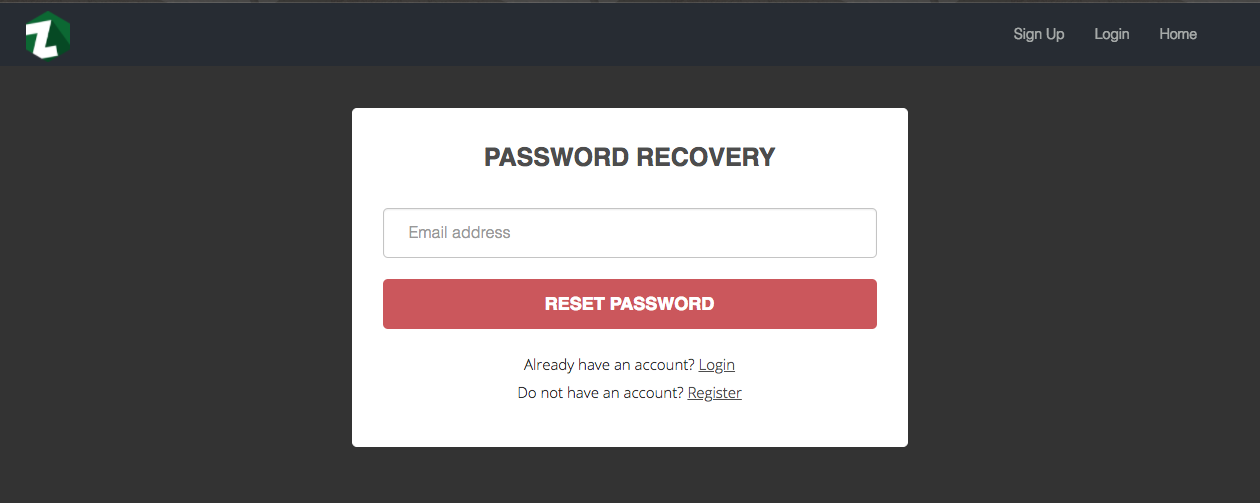 Z
Sign Up Login Home
PASSWORD RECOVERY
Email address
RESET PASSWORD
Already have an account? Login
Do not have an account? Register